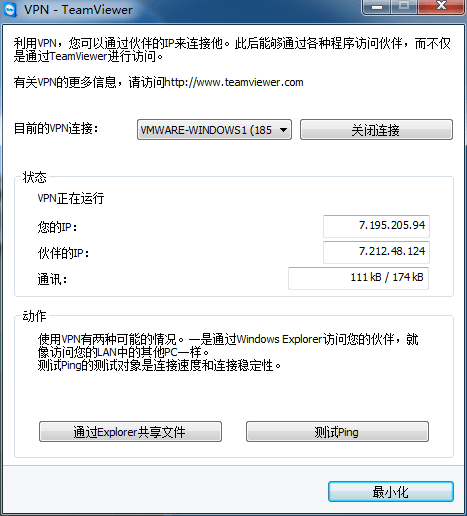 VPN - TeamViewer
利用VPN，您可以通过伙伴的IP来连接他。此后能够通过各种程序访问伙伴，而不仅
是通过TeamViewer进行访问。
有关VPN的更多信息，请访问http://www.teamviewer.com
目前的VPN连接： VMWARE-WINDOWS1 (185 关闭连接
状态
VPN正在运行
您的IP： 7.195.205.94
伙伴的IP： 7.212.48.124
通讯： 111 kB / 174 kB
动作
使用VPN有两种可能的情况。一是通过Windows Explorer访问您的伙伴，就
像访问您的LAN中的其他PC一样。
测试Ping的测试对象是连接速度和连接稳定性。
通过Explorer共享文件 测试Ping
最小化